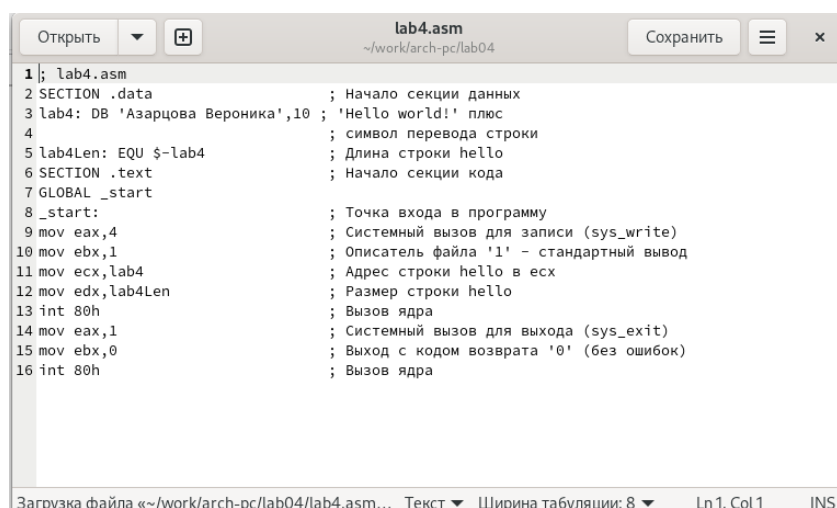 Открыть
lab4.asm
~/work/arch-pc/lab04
Сохранить
1 ; lab4.asm
2 SECTION .data ; Начало секции данных
3 lab4: DB 'Азарцова Вероника',10 ; 'Hello world!' плюс
4 ; символ перевода строки
5 lab4Len: EQU $-lab4 ; Длина строки hello
6 SECTION .text ; Начало секции кода
7 GLOBAL _start
8 _start: ; Точка входа в программу
9 mov eax,4 ; Системный вызов для записи (sys_write)
10 mov ebx,1 ; Описатель файла '1' - стандартный вывод
11 mov ecx,lab4 ; Адрес строки hello в ecx
12 mov edx,lab4Len ; Размер строки hello
13 int 80h ; Вызов ядра
14 mov eax,1 ; Системный вызов для выхода (sys_exit)
15 mov ebx,0 ; Выход с кодом возврата '0' (без ошибок)
16 int 80h ; Вызов ядра
Загрузка файла «~/work/arch-pc/lab04/lab4.asm… Текст Ширина табуляции: 8 Ln 1, Col 1 INS